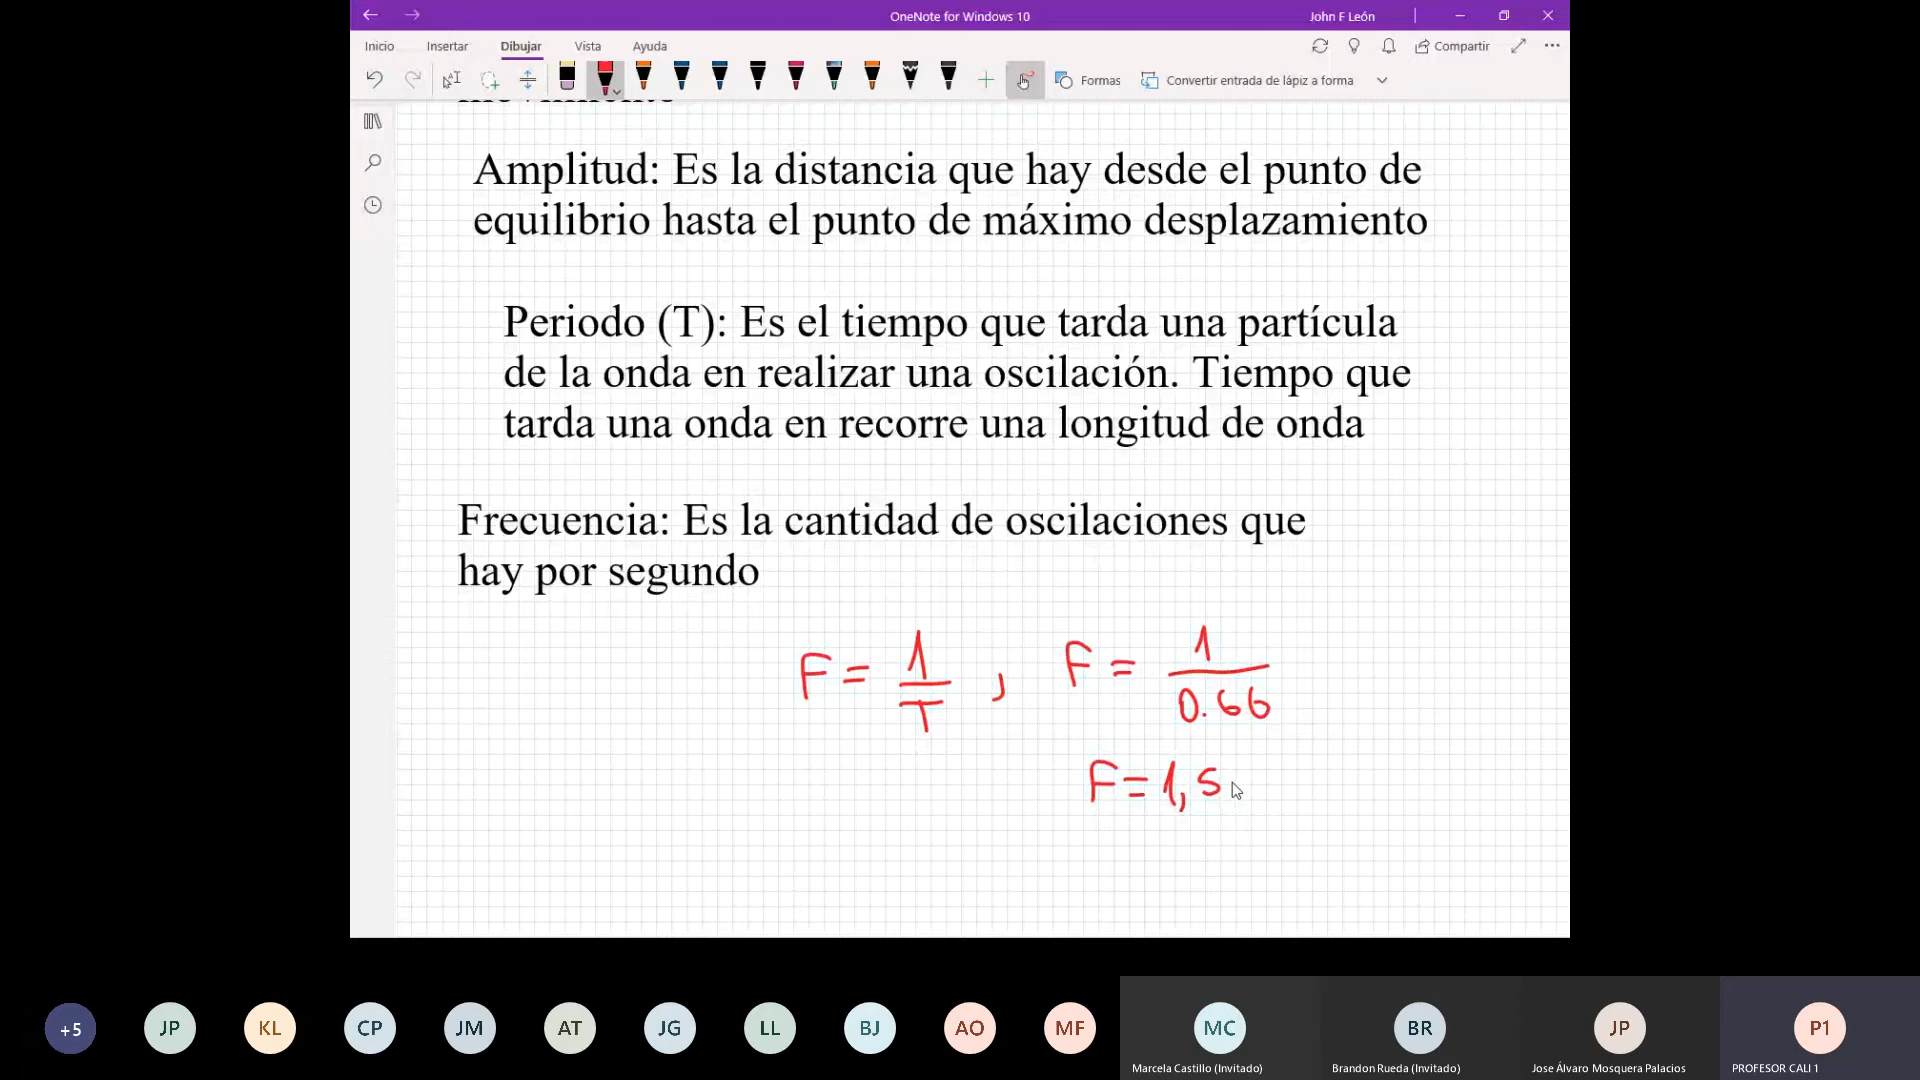 OneNote for Windows 10
John F León
Inicio Insertar Dibujar Vista Ayuda
Compartir
Formas
Convertir entrada de lápiz a forma
movimiento
Amplitud: Es la distancia que hay desde el punto de
equilibrio hasta el punto de máximo desplazamiento
Periodo (T): Es el tiempo que tarda una partícula
de la onda en realizar una oscilación. Tiempo que
tarda una onda en recorre una longitud de onda
Frecuencia: Es la cantidad de oscilaciones que
hay por segundo
F = 1/T , F = 1/0.66
F = 1,5
+5 JP KL CP JM AT JG LL BJ AO MF MC BR JP P1
Marcela Castillo (Invitado) Brandon Rueda (Invitado) Jose Álvaro Mosquera Palacios PROFESOR CALI 1